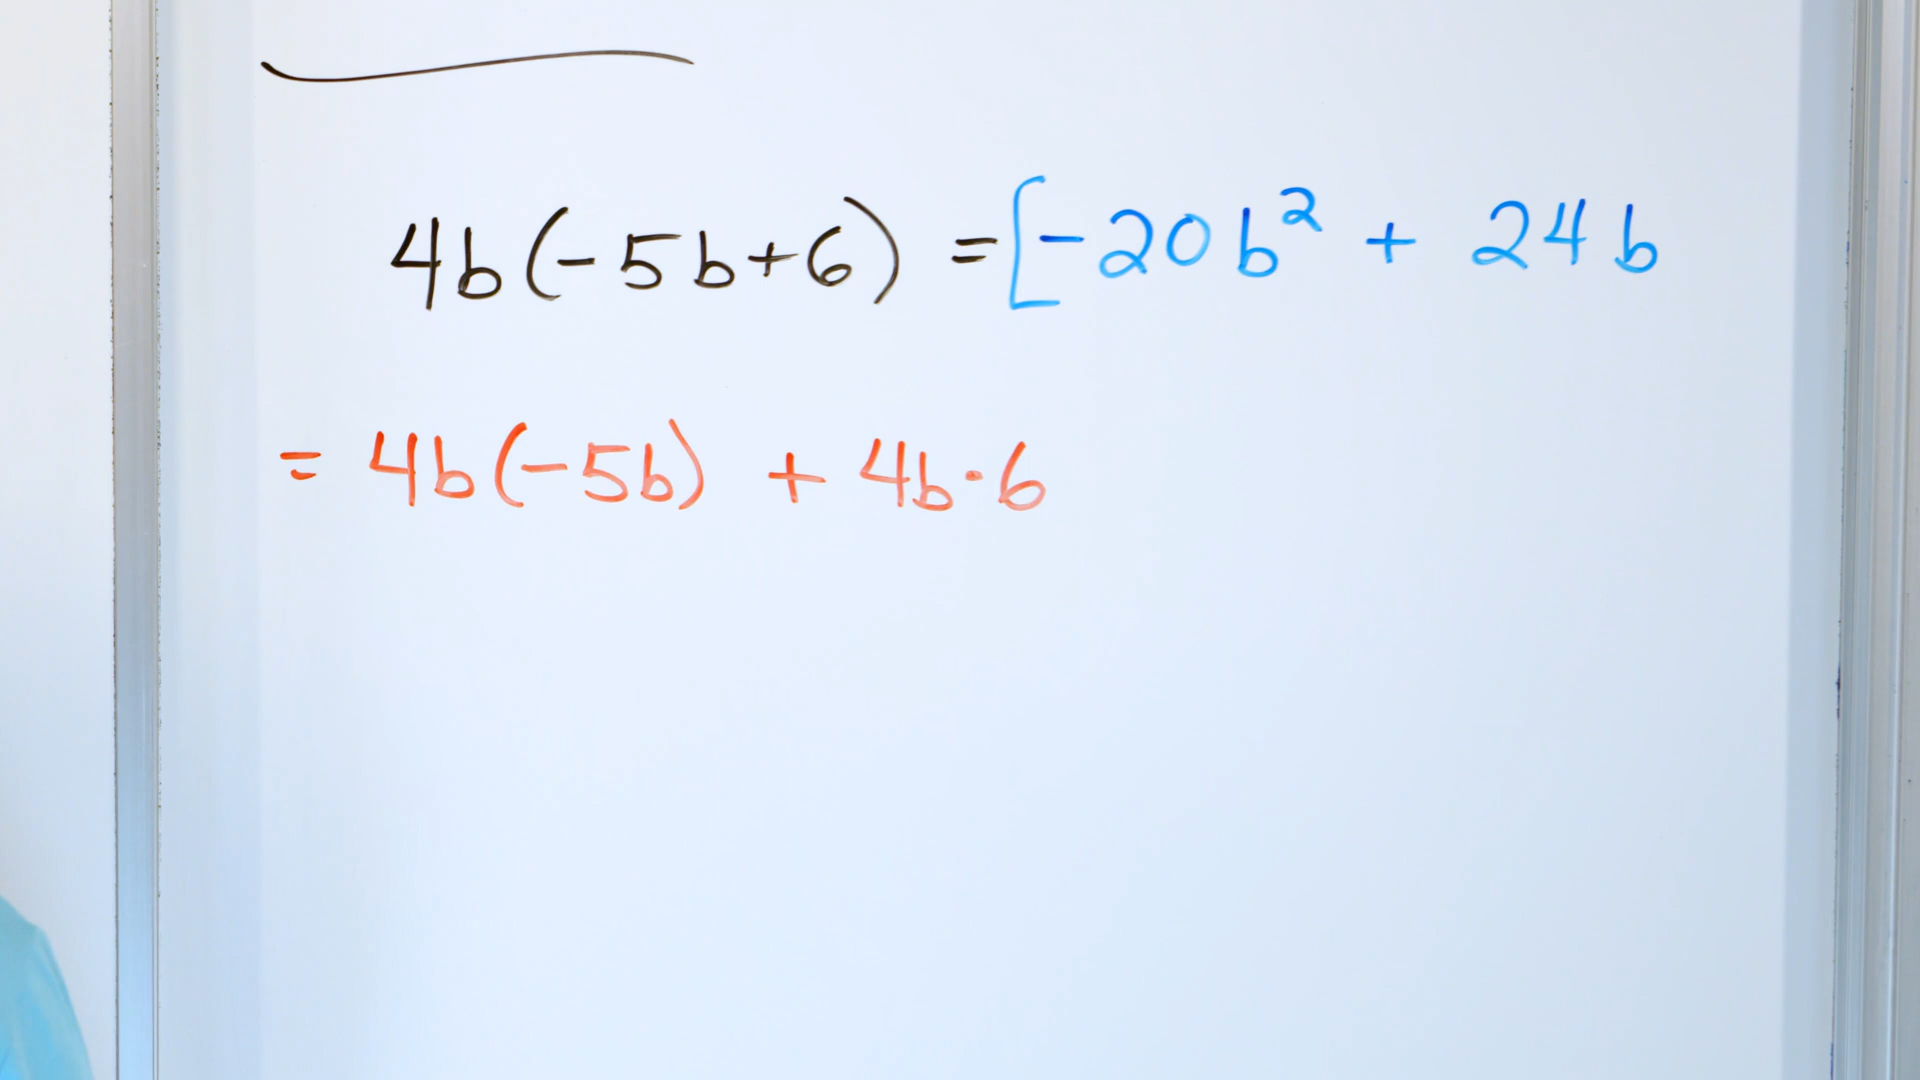 4b(-5b+6) = [-20b² + 24b
= 4b(-5b) + 4b·6